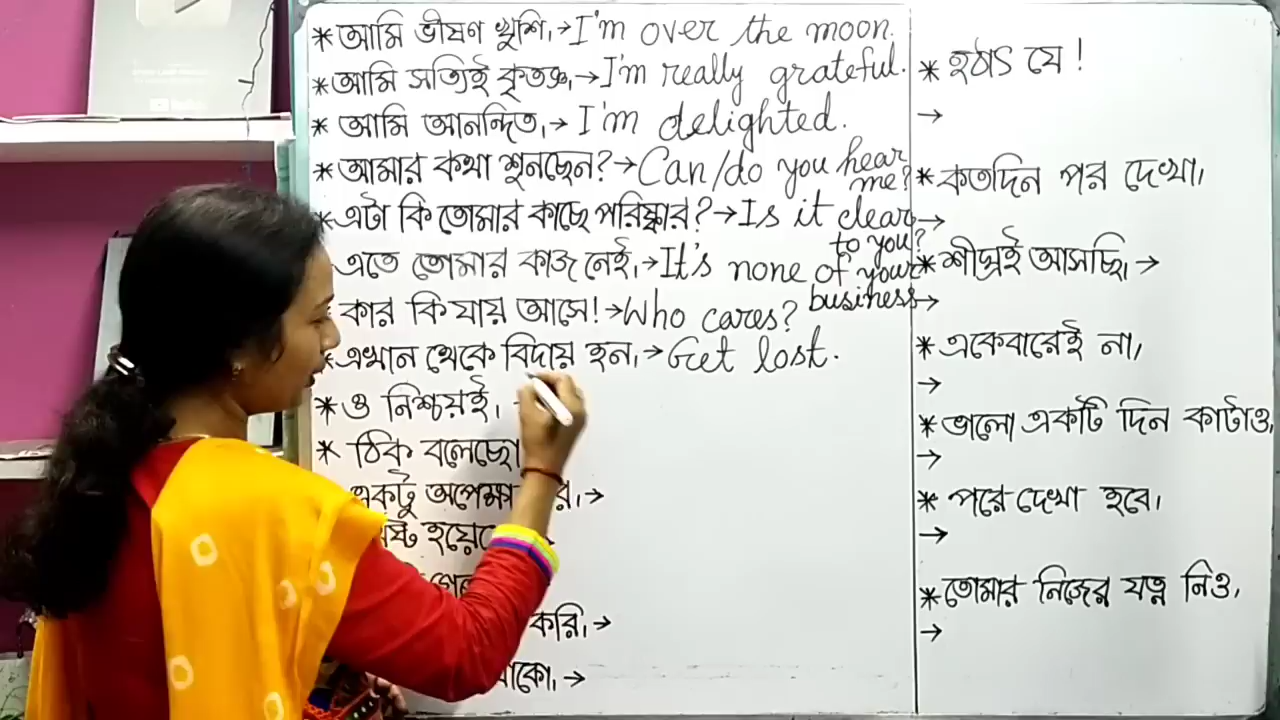 * আমি ভীষণ খুশি।→I'm over the moon.
* আমি সত্যিই কৃতজ্ঞ।→I'm really grateful.
* আমি আনন্দিত।→ I'm delighted.
* আমার কথা শুনছেন?→Can/do you hear
me?
* এটা কি তোমার কাছে পরিষ্কার?→Is it clear
to you?
এতে তোমার কাজ নেই।→It's none of your
business
কার কি যায় আসে!→Who cares?
* এখান থেকে বিদায় হন।→Get lost.
* ও নিশ্চয়ই।
* ঠিক বলেছো
একটু →
হয়েছে
করি।→
→
* হঠাৎ যে!
→
* কতদিন পর দেখা।
→
* শীঘ্রই আসছি।→
→
* একেবারেই না।
→
* ভালো একটি দিন কাটাও।
→
* পরে দেখা হবে।
→
* তোমার নিজের যত্ন নিও।
→